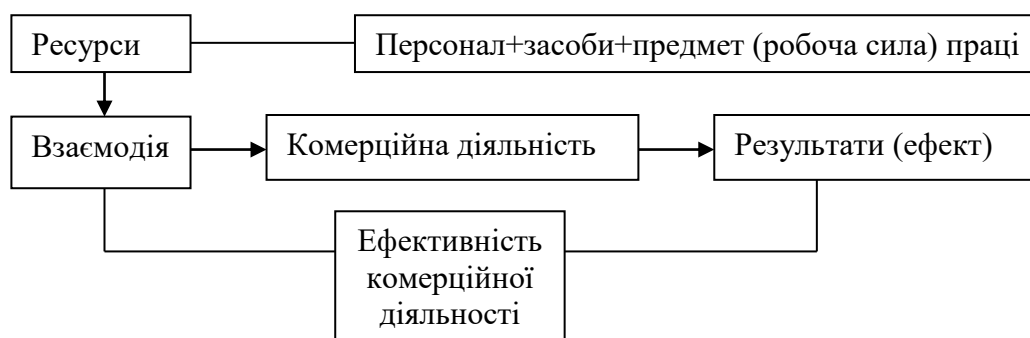 Ресурси
Персонал+засоби+предмет (робоча сила) праці
Взаємодія
Комерційна діяльність
Результати (ефект)
Ефективність
комерційної
діяльності